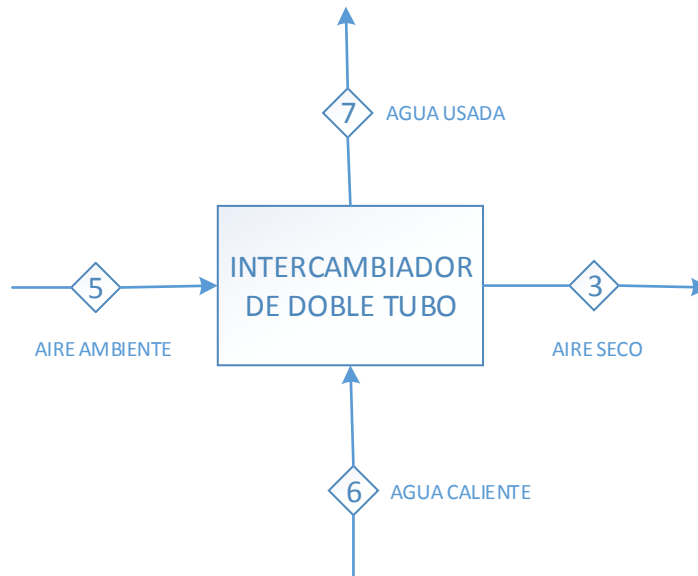 7
AGUA USADA
INTERCAMBIADOR
DE DOBLE TUBO
5
3
AIRE AMBIENTE
AIRE SECO
6
AGUA CALIENTE